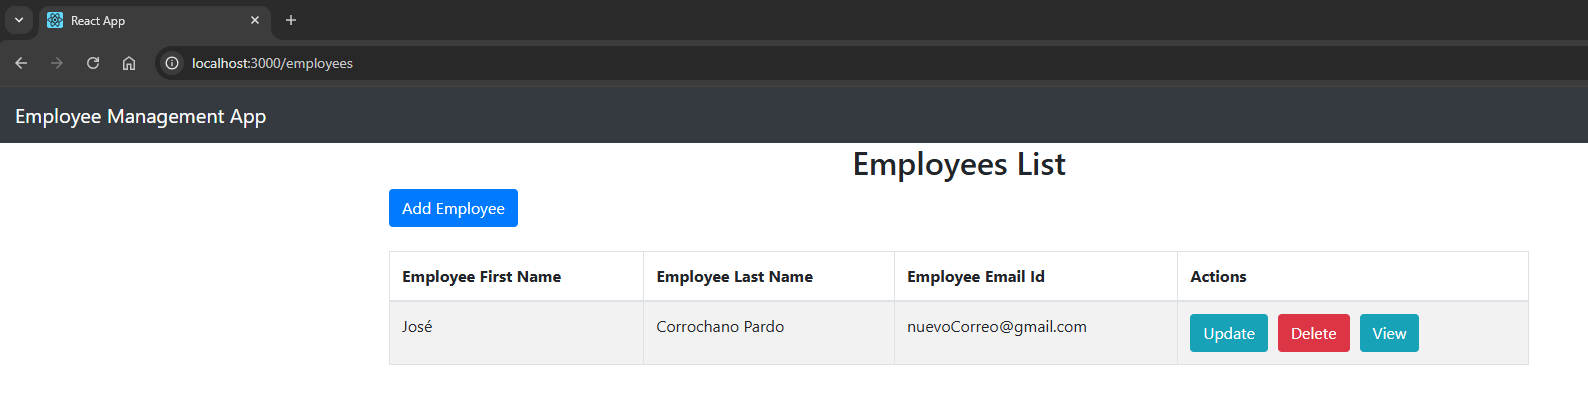 React App
localhost:3000/employees
Employee Management App
Employees List
Add Employee
Employee First Name Employee Last Name Employee Email Id Actions
José Corrochano Pardo nuevoCorreo@gmail.com Update Delete View